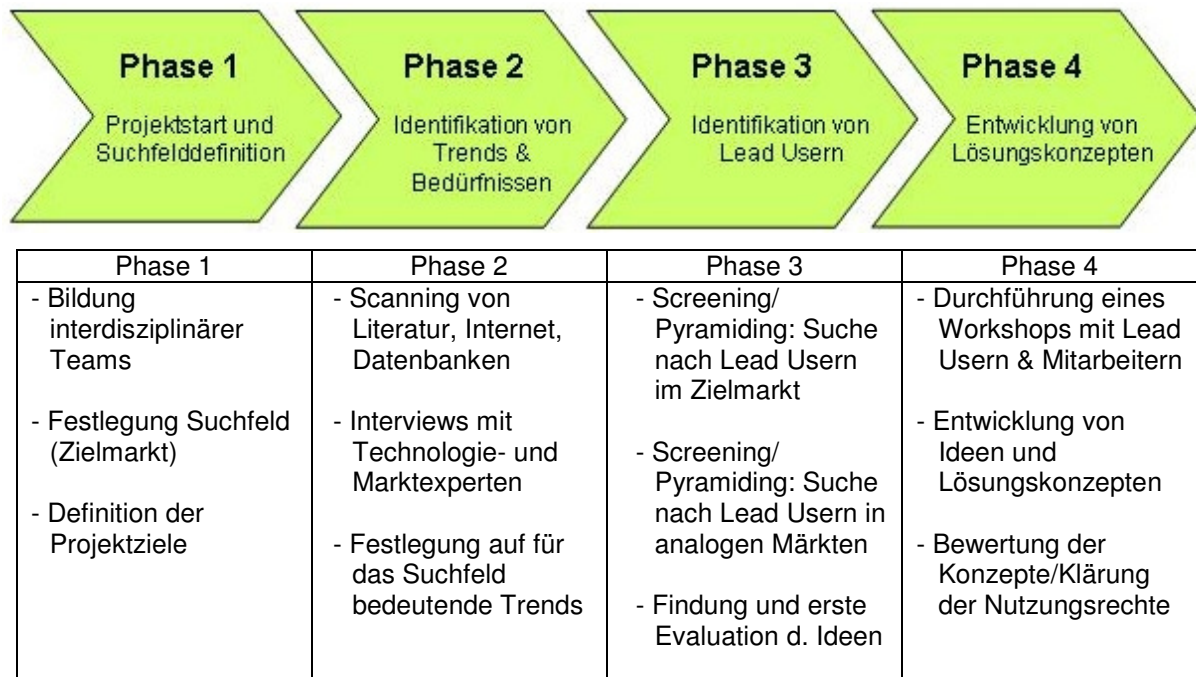 Phase 1
Projektstart und
Suchfelddefinition
Phase 2
Identifikation von
Trends &
Bedürfnissen
Phase 3
Identifikation von
Lead Usern
Phase 4
Entwicklung von
Lösungskonzepten
Phase 1
- Bildung
interdisziplinärer
Teams
- Festlegung Suchfeld
(Zielmarkt)
- Definition der
Projektziele
Phase 2
- Scanning von
Literatur, Internet,
Datenbanken
- Interviews mit
Technologie- und
Marktexperten
- Festlegung auf für
das Suchfeld
bedeutende Trends
Phase 3
- Screening/
Pyramiding: Suche
nach Lead Usern
im Zielmarkt
- Screening/
Pyramiding: Suche
nach Lead Usern in
analogen Märkten
- Findung und erste
Evaluation d. Ideen
Phase 4
- Durchführung eines
Workshops mit Lead
Usern & Mitarbeitern
- Entwicklung von
Ideen und
Lösungskonzepten
- Bewertung der
Konzepte/Klärung
der Nutzungsrechte